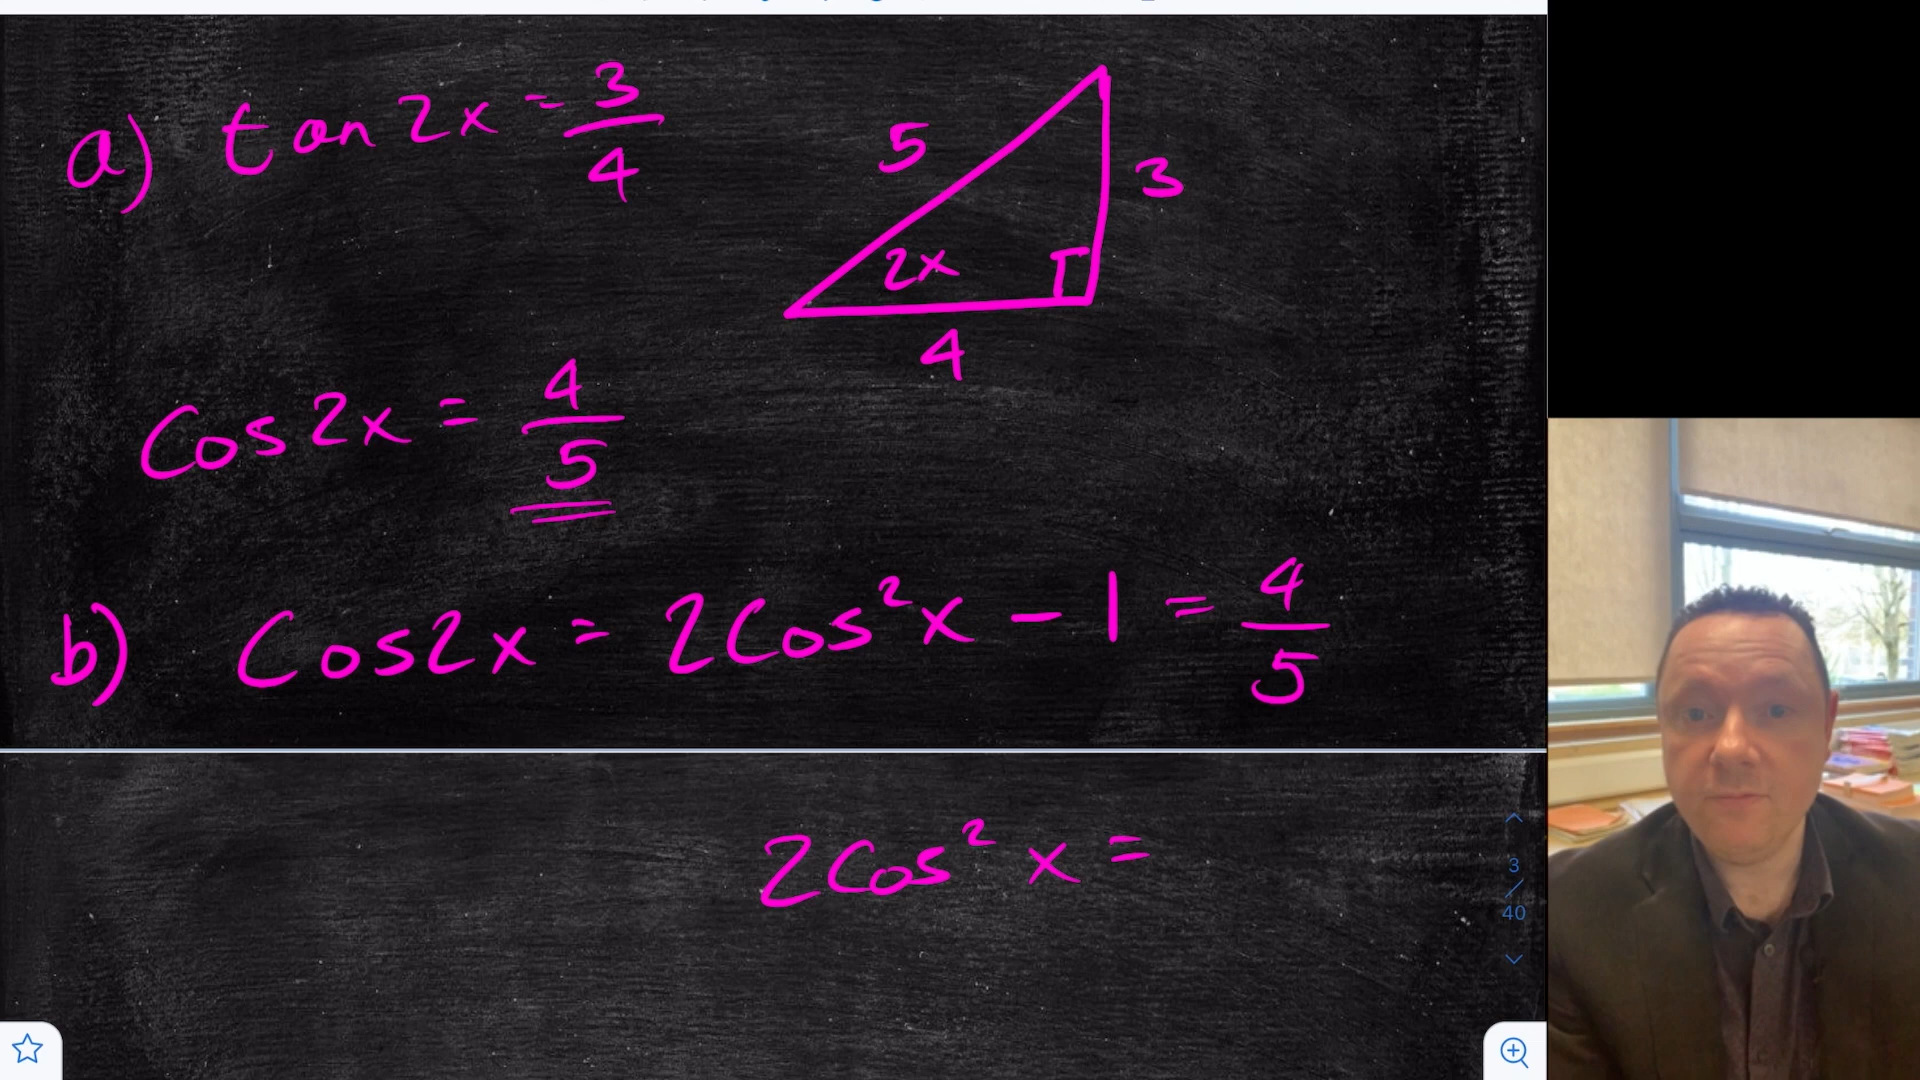 a) tan 2x = 3/4
5
3
2x
4
Cos 2x = 4/5
b) Cos2x = 2Cos²x - 1 = 4/5
2Cos² x =
3
/
40